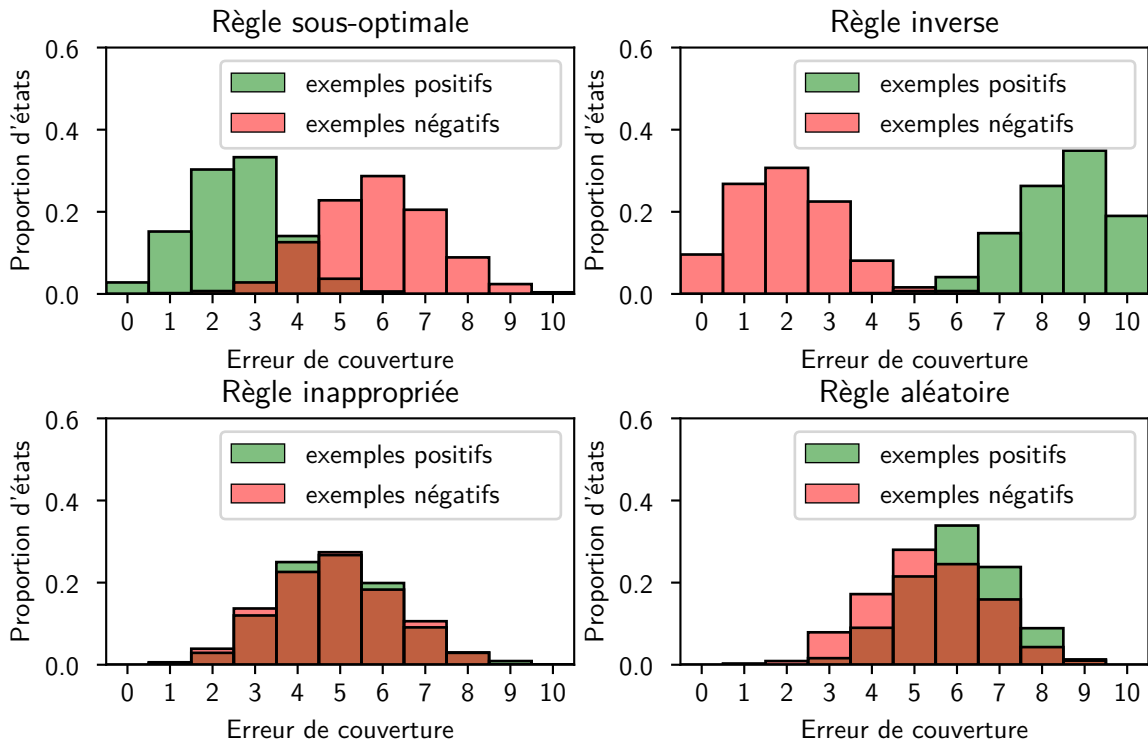 Règle sous-optimale
Proportion d'états
0.6
0.4
0.2
0.0
exemples positifs
exemples négatifs
0 1 2 3 4 5 6 7 8 9 10
Erreur de couverture
Règle inverse
Proportion d'états
0.6
0.4
0.2
0.0
exemples positifs
exemples négatifs
0 1 2 3 4 5 6 7 8 9 10
Erreur de couverture
Règle inappropriée
Proportion d'états
0.6
0.4
0.2
0.0
exemples positifs
exemples négatifs
0 1 2 3 4 5 6 7 8 9 10
Erreur de couverture
Règle aléatoire
Proportion d'états
0.6
0.4
0.2
0.0
exemples positifs
exemples négatifs
0 1 2 3 4 5 6 7 8 9 10
Erreur de couverture